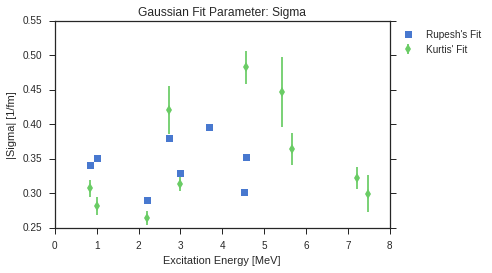 Gaussian Fit Parameter: Sigma
0.55
0.50
0.45
0.40
0.35
0.30
0.25
|Sigma| [1/fm]
0 1 2 3 4 5 6 7 8
Excitation Energy [MeV]
Rupesh's Fit
Kurtis' Fit